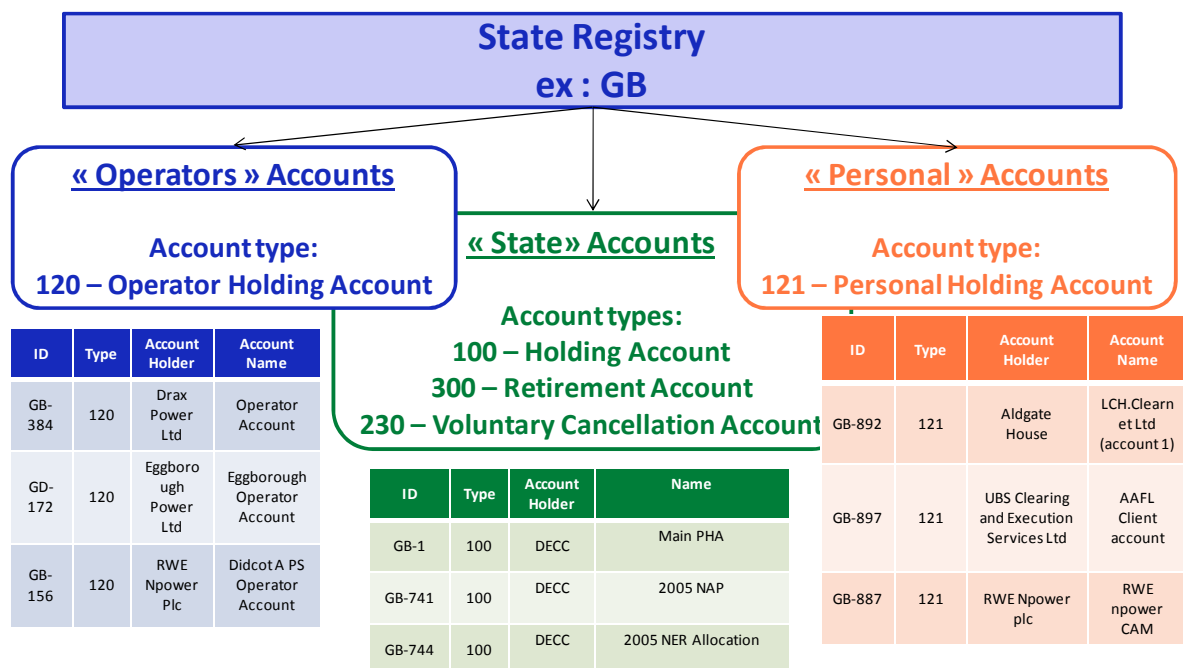 State Registry
ex : GB
« Operators » Accounts
Account type:
120 – Operator Holding Account
« State» Accounts
Account types:
100 – Holding Account
300 – Retirement Account
230 – Voluntary Cancellation Account
« Personal » Accounts
Account type:
121 – Personal Holding Account
ID Type Account Holder Account Name
GB-384 120 Drax Power Ltd Operator Account
GD-172 120 Eggborough Power Ltd Eggborough Operator Account
GB-156 120 RWE Npower Plc Didcot A PS Operator Account
ID Type Account Holder Name
GB-1 100 DECC Main PHA
GB-741 100 DECC 2005 NAP
GB-744 100 DECC 2005 NER Allocation
ID Type Account Holder Account Name
GB-892 121 Aldgate House LCH.Clearnet Ltd (account 1)
GB-897 121 UBS Clearing and Execution Services Ltd AAFL Client account
GB-887 121 RWE Npower plc RWE npower CAM